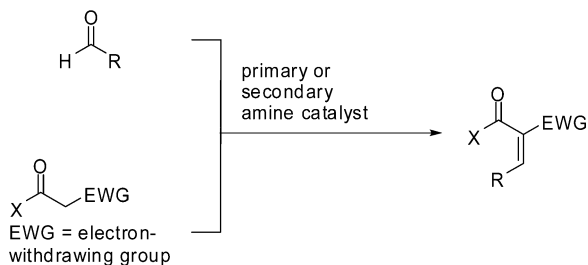 O
H
R
primary or
secondary
amine catalyst
O
X
EWG
EWG = electron-
withdrawing group
O
X
EWG
R